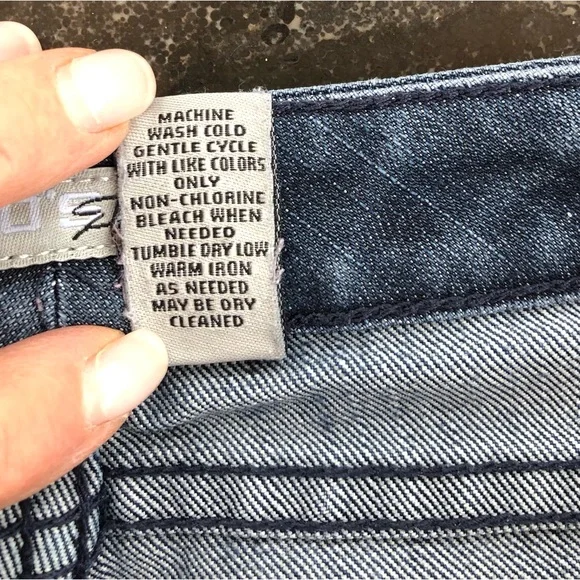 MACHINE
WASH COLD
GENTLE CYCLE
WITH LIKE COLORS
ONLY
NON-CHLORINE
BLEACH WHEN
NEEDED
TUMBLE DRY LOW
WARM IRON
AS NEEDED
MAY BE DRY
CLEANED
U'S